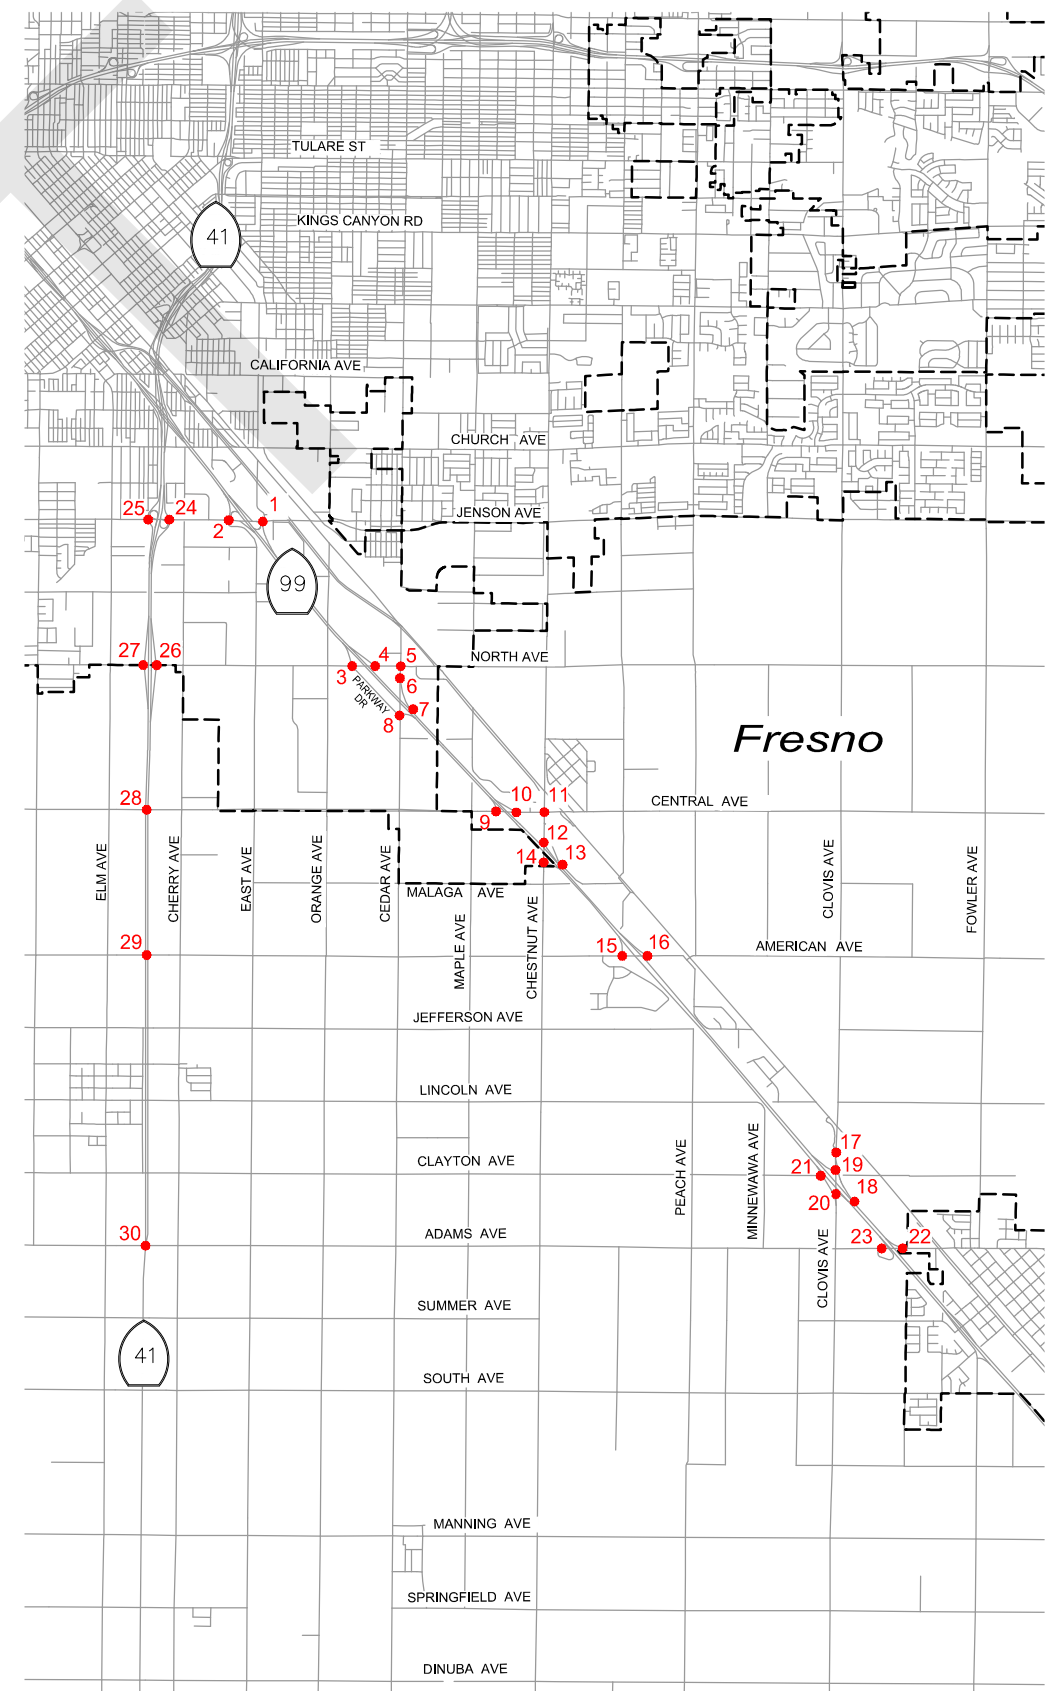 TULARE ST
KINGS CANYON RD
41
CALIFORNIA AVE
CHURCH AVE
JENSON AVE
25
24
2
1
99
27
26
3
4
5
6
7
8
NORTH AVE
PARKWAY
DR
Fresno
28
9
10
11
CENTRAL AVE
12
13
14
ELM AVE
CHERRY AVE
EAST AVE
ORANGE AVE
CEDAR AVE
MALAGA AVE
MAPLE AVE
CHESTNUT AVE
CLOVIS AVE
FOWLER AVE
29
15
16
AMERICAN AVE
JEFFERSON AVE
LINCOLN AVE
CLAYTON AVE
PEACH AVE
MINNEWAWA AVE
17
19
21
20
18
30
ADAMS AVE
23
22
CLOVIS AVE
SUMMER AVE
41
SOUTH AVE
MANNING AVE
SPRINGFIELD AVE
DINUBA AVE